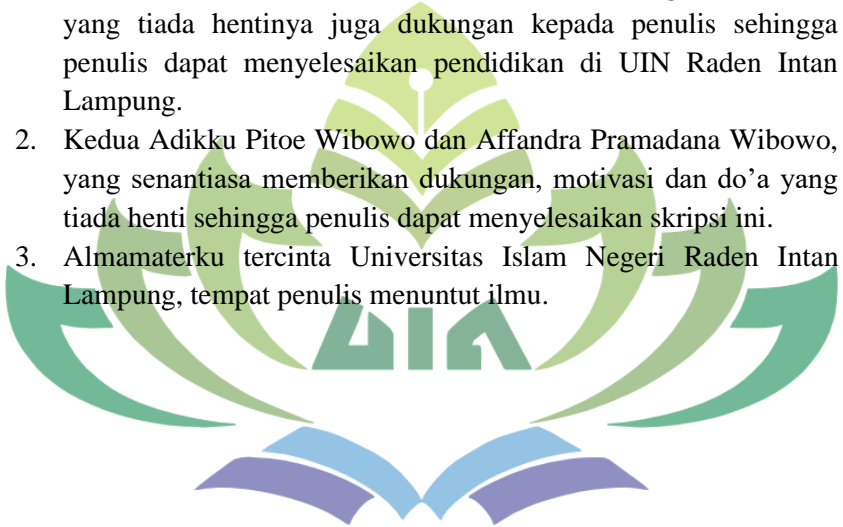 yang tiada hentinya juga dukungan kepada penulis sehingga
penulis dapat menyelesaikan pendidikan di UIN Raden Intan
Lampung.
2. Kedua Adikku Pitoe Wibowo dan Affandra Pramadana Wibowo,
yang senantiasa memberikan dukungan, motivasi dan do’a yang
tiada henti sehingga penulis dapat menyelesaikan skripsi ini.
3. Almamaterku tercinta Universitas Islam Negeri Raden Intan
Lampung, tempat penulis menuntut ilmu.
UIN